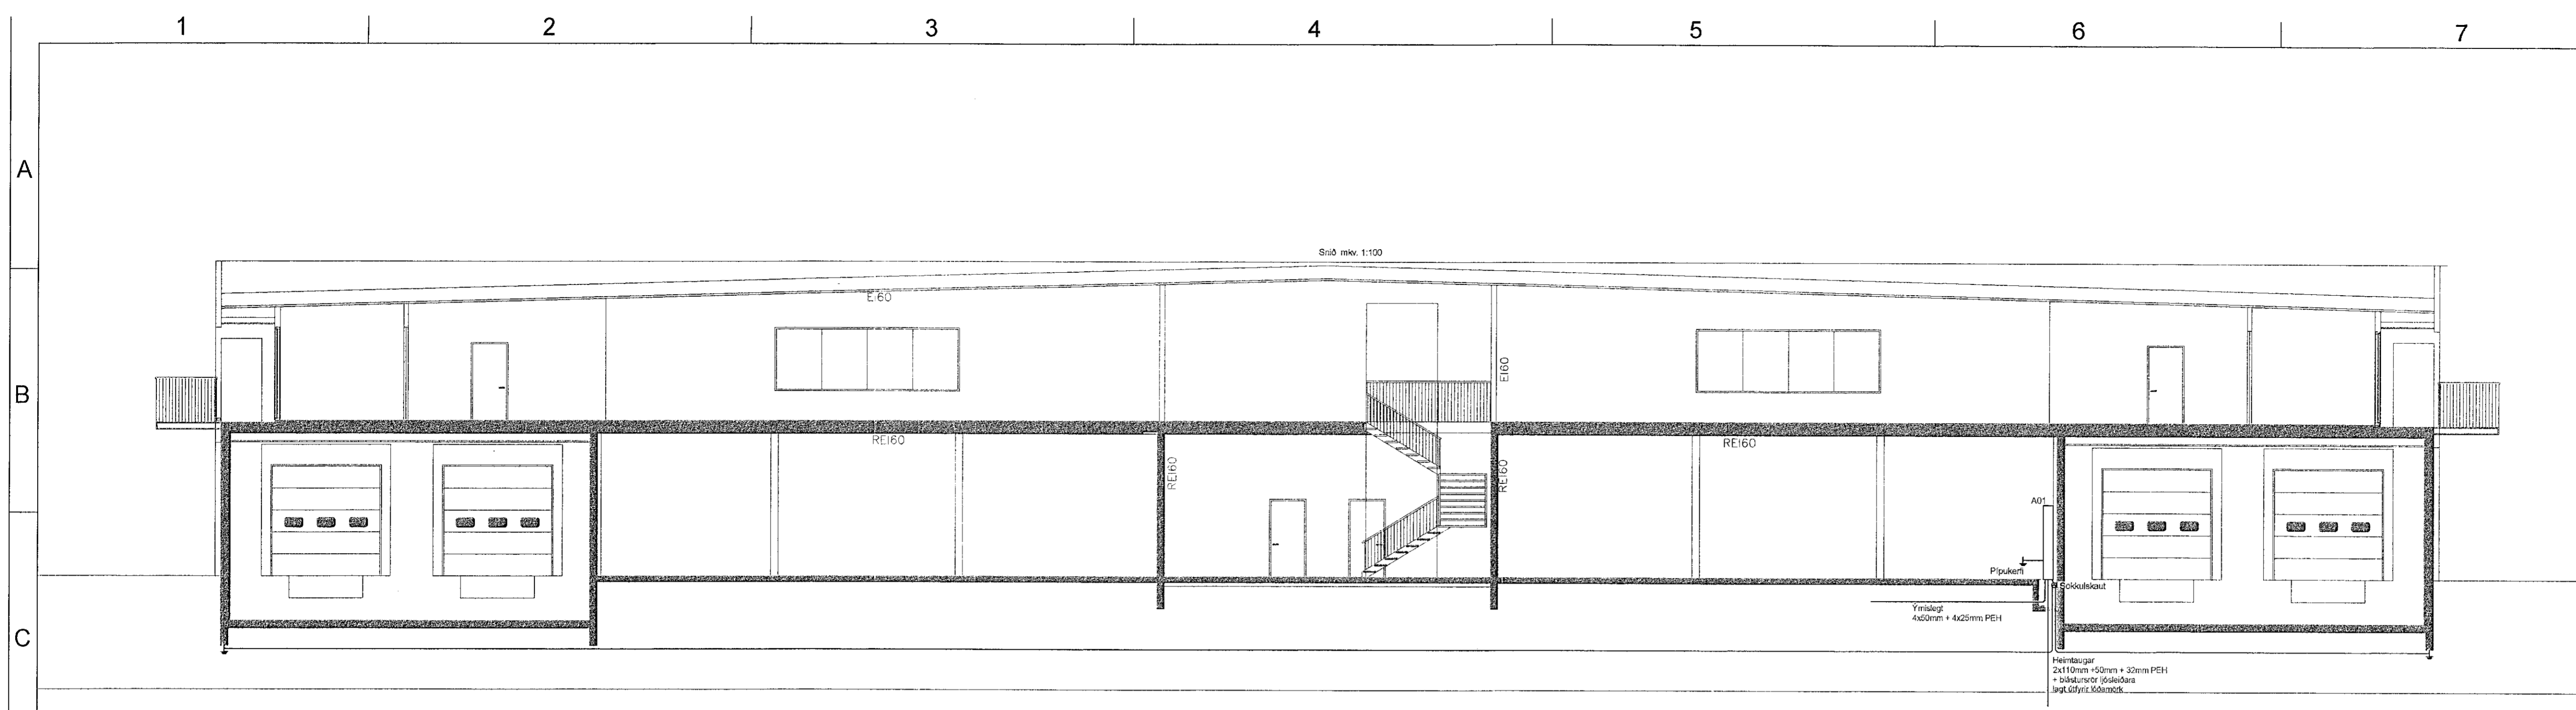 1 2 3 4 5 6 7
A
Snið mkv. 1:100
EI60
B
EI60
REI60
REI60
REI60
REI60
A01
Pípukerfi
Sökkulskaut
Ýmislegt
4x50mm + 4x25mm PEH
C
Heimtaugar
2x110mm +50mm + 32mm PEH
+ blástursrör ljósleiðara
lagt útfyrir lóðamörk